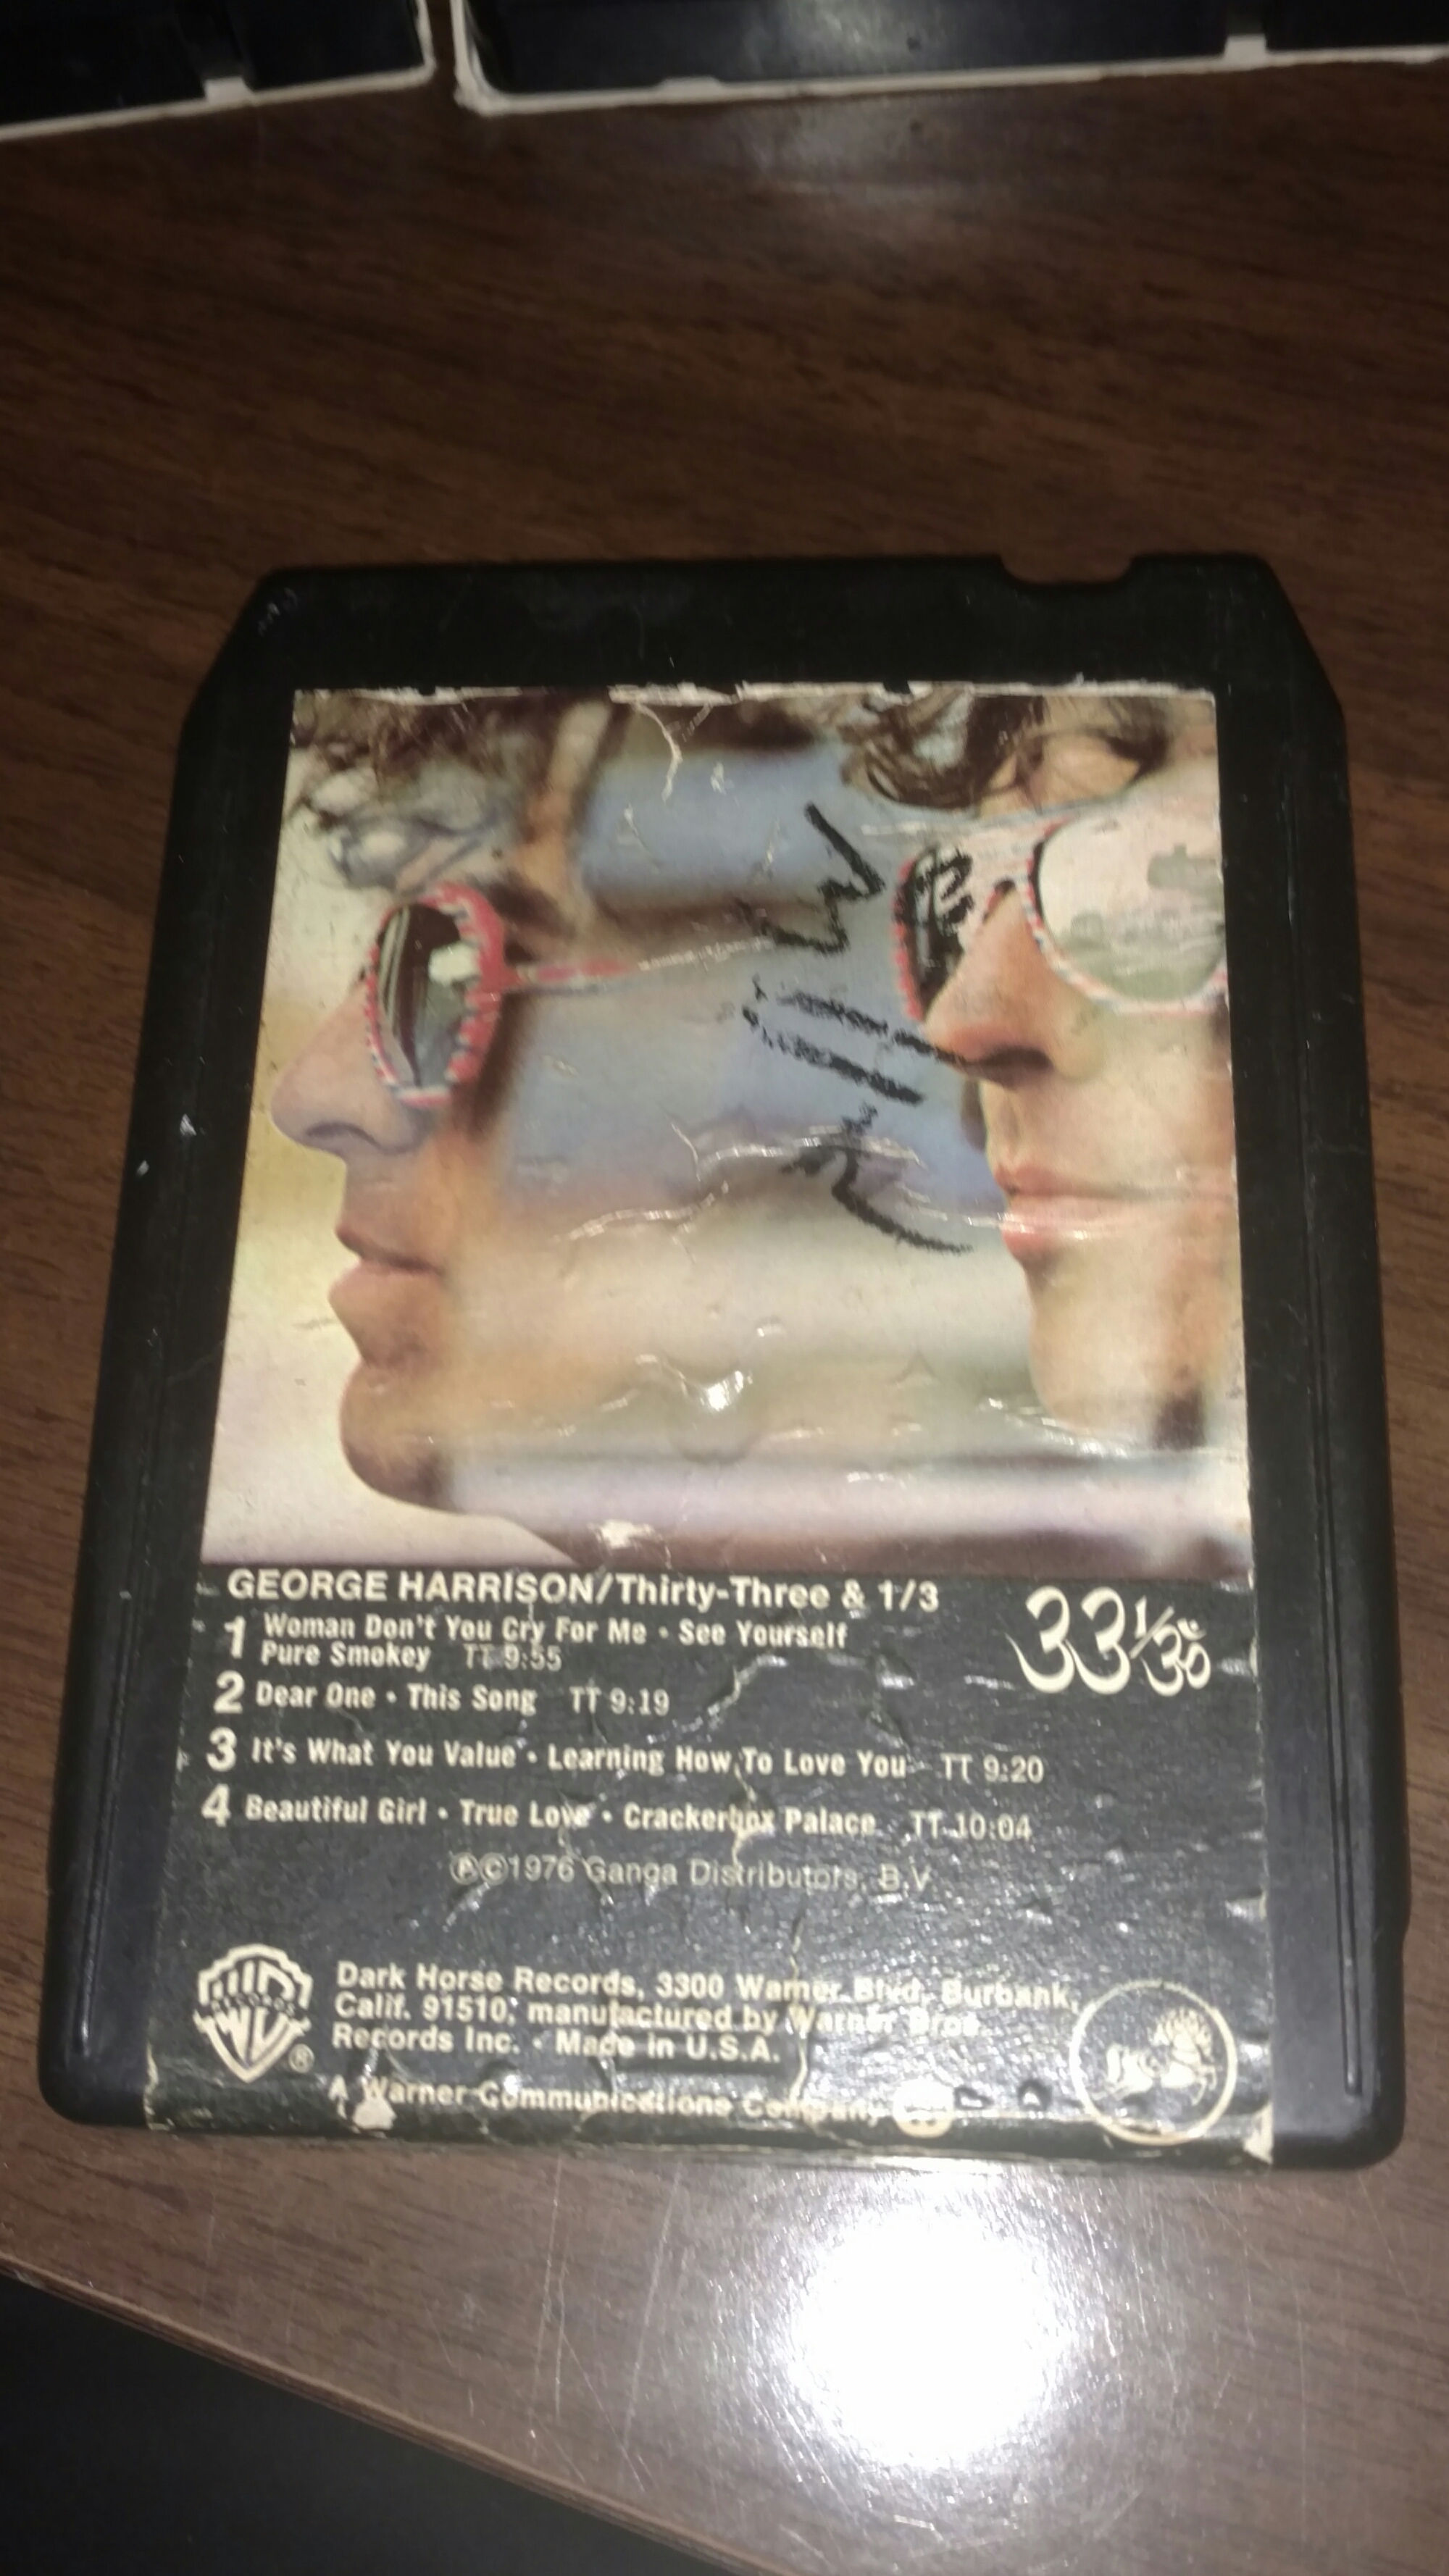 GEORGE HARRISON/Thirty-Three & 1/3
33 1/3
1 Woman Don't You Cry For Me • See Yourself
Pure Smokey TT 9:55
2 Dear One • This Song TT 9:19
3 It's What You Value • Learning How To Love You TT 9:20
4 Beautiful Girl • True Love • Crackerbox Palace TT 10:04
℗©1976 Ganga Distributors, B.V.
Dark Horse Records, 3300 Warner Blvd, Burbank,
Calif. 91510; manufactured by Warner Bros.
Records Inc. • Made in U.S.A.
RECORDS
®
A Warner Communications Company